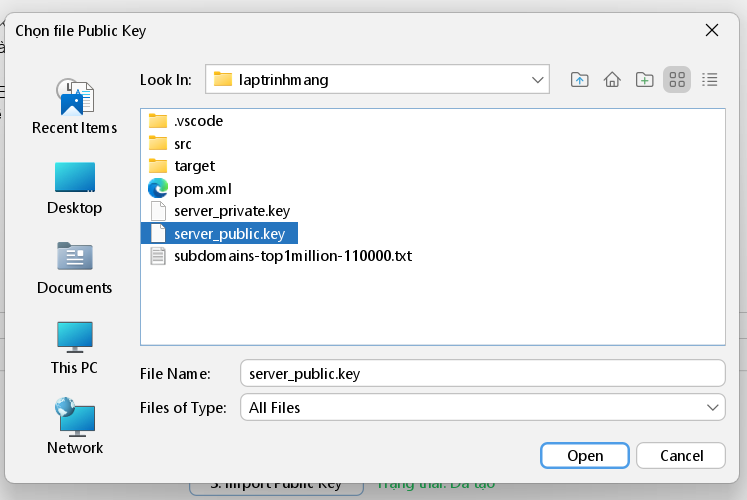 Chọn file Public Key
Look In:
laptrinhmang
Recent Items
Desktop
Documents
This PC
Network
.vscode
src
target
pom.xml
server_private.key
server_public.key
subdomains-top1million-110000.txt
File Name:
server_public.key
Files of Type:
All Files
Open
Cancel
3. Import Public Key
Trạng thái: Đã tạo